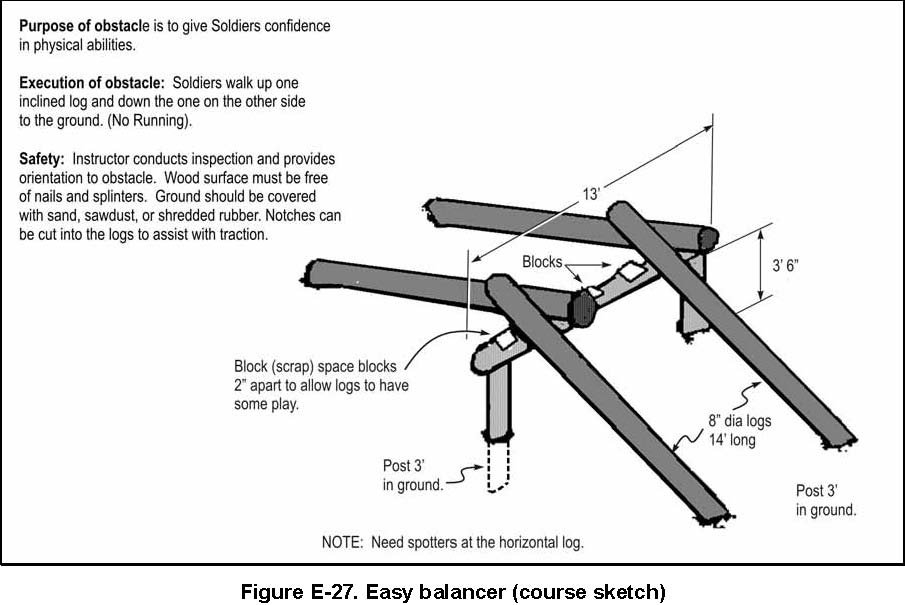 Purpose of obstacle is to give Soldiers confidence
in physical abilities.
Execution of obstacle: Soldiers walk up one
inclined log and down the one on the other side
to the ground. (No Running).
Safety: Instructor conducts inspection and provides
orientation to obstacle. Wood surface must be free
of nails and splinters. Ground should be covered
with sand, sawdust, or shredded rubber. Notches can
be cut into the logs to assist with traction.
13'
Blocks
3' 6"
Block (scrap) space blocks
2" apart to allow logs to have
some play.
8" dia logs
14' long
Post 3'
in ground.
Post 3'
in ground.
NOTE: Need spotters at the horizontal log.
Figure E-27. Easy balancer (course sketch)